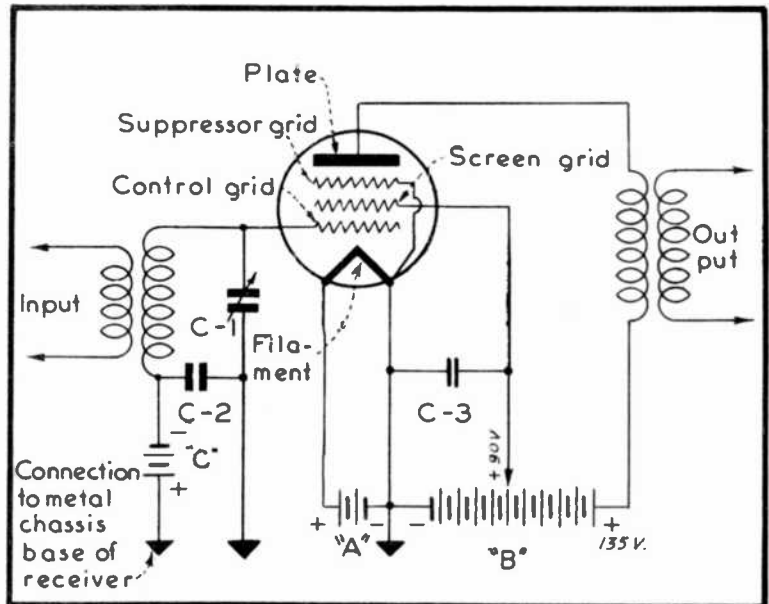 Plate
Suppressor grid
Screen grid
Control grid
Input
Out
put
C-1
Fila-
ment
C-2
C-3
- "C" +
+ 90V
Connection
to metal
chassis
base of
receiver
+ "A" -
- "B" +
135 V.